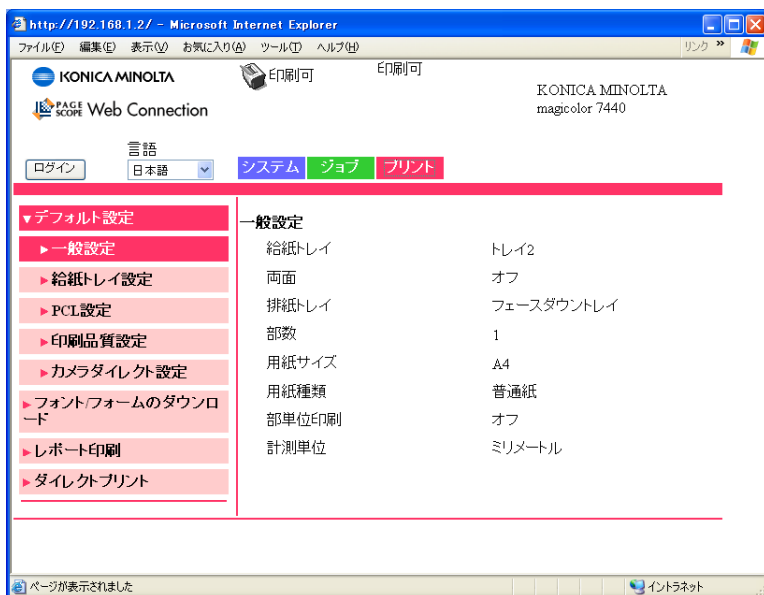 http://192.168.1.2/ - Microsoft Internet Explorer
ファイル(F) 編集(E) 表示(V) お気に入り(A) ツール(T) ヘルプ(H) リンク »
KONICA MINOLTA
印刷可
印刷可
KONICA MINOLTA
magicolor 7440
PAGE SCOPE Web Connection
言語
ログイン
日本語
システム
ジョブ
プリント
▼デフォルト設定
▶一般設定
▶給紙トレイ設定
▶PCL設定
▶印刷品質設定
▶カメラダイレクト設定
▶フォント/フォームのダウンロ
ード
▶レポート印刷
▶ダイレクトプリント
一般設定
給紙トレイ トレイ2
両面 オフ
排紙トレイ フェースダウントレイ
部数 1
用紙サイズ A4
用紙種類 普通紙
部単位印刷 オフ
計測単位 ミリメートル
ページが表示されました イントラネット